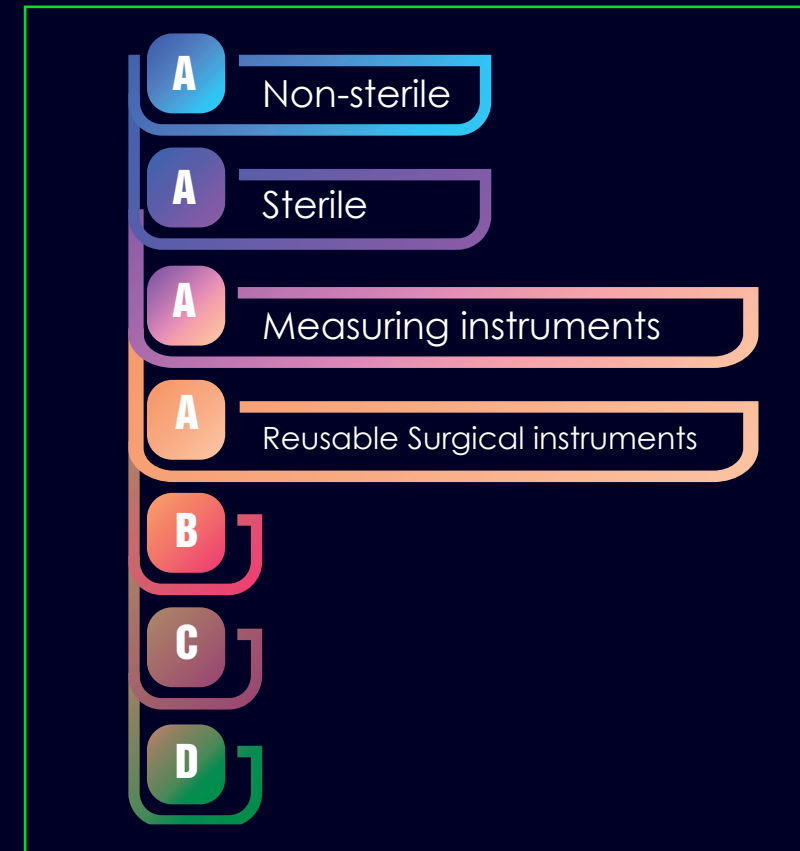 A Non-sterile
A Sterile
A Measuring instruments
A Reusable Surgical instruments
B
C
D